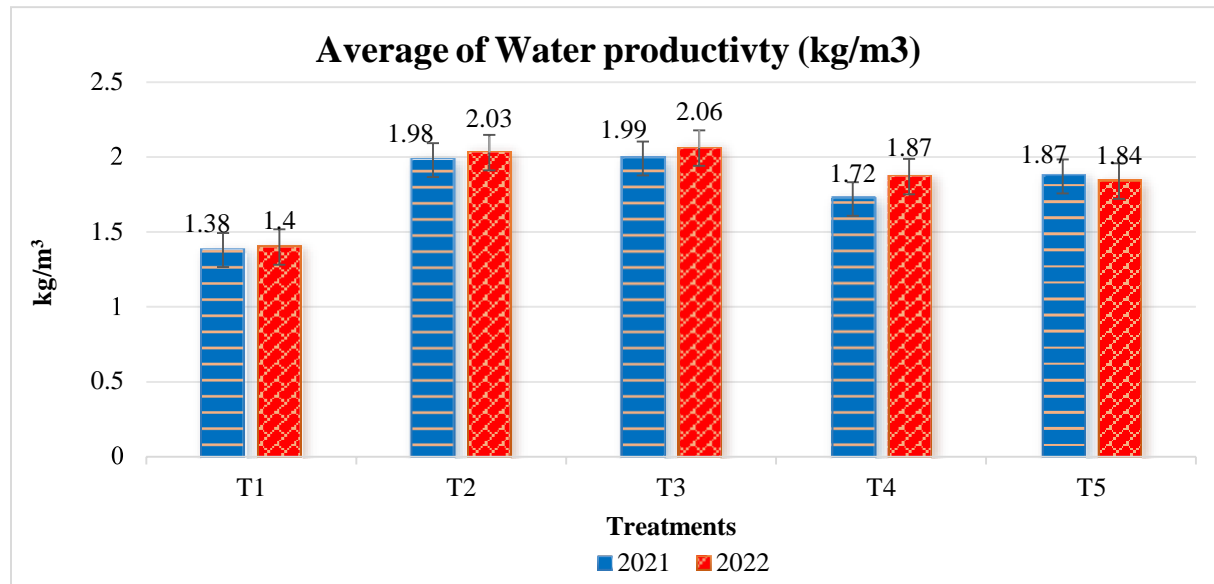 Average of Water productivty (kg/m3)
2.5
2
1.5
1
0.5
0
kg/m³
1.38
1.4
1.98
2.03
1.99
2.06
1.72
1.87
1.87
1.84
T1
T2
T3
T4
T5
Treatments
2021
2022